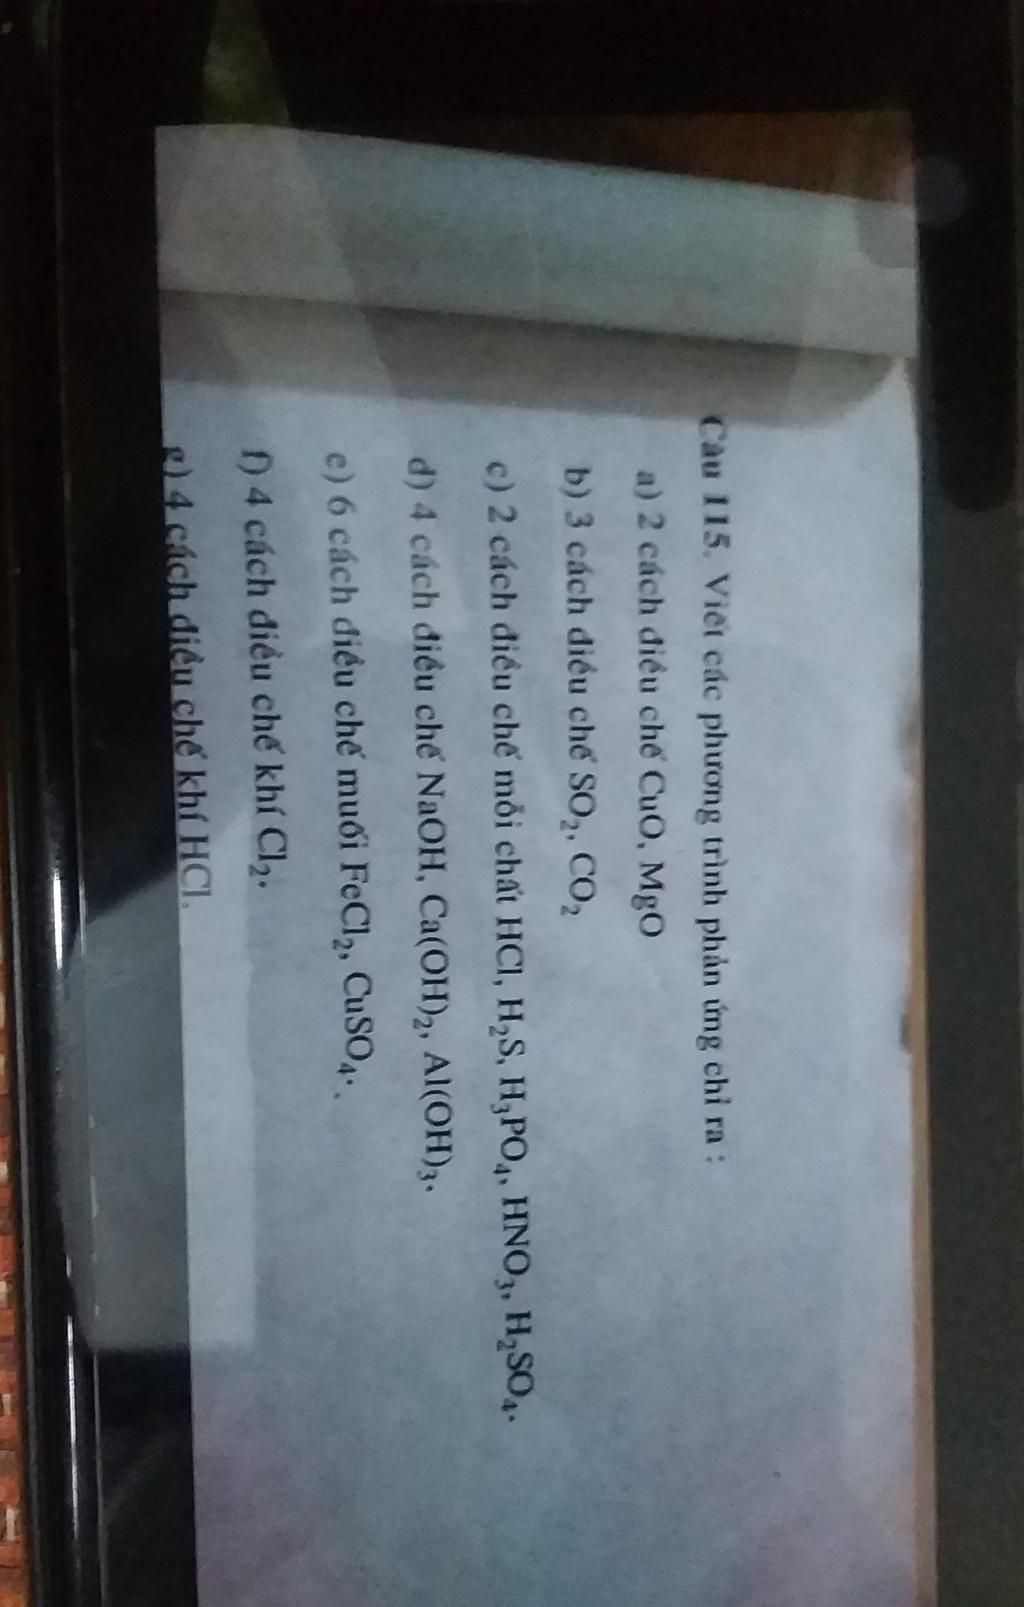 Câu 115. Viết các phương trình phản ứng chỉ ra :
a) 2 cách điều chế CuO, MgO
b) 3 cách điều chế SO₂, CO₂
c) 2 cách điều chế mỗi chất HCl, H₂S, H₃PO₄, HNO₃, H₂SO₄.
d) 4 cách điều chế NaOH, Ca(OH)₂, Al(OH)₃.
e) 6 cách điều chế muối FeCl₂, CuSO₄. .
f) 4 cách điều chế khí Cl₂.
g) 4 cách điều chế khí HCl.